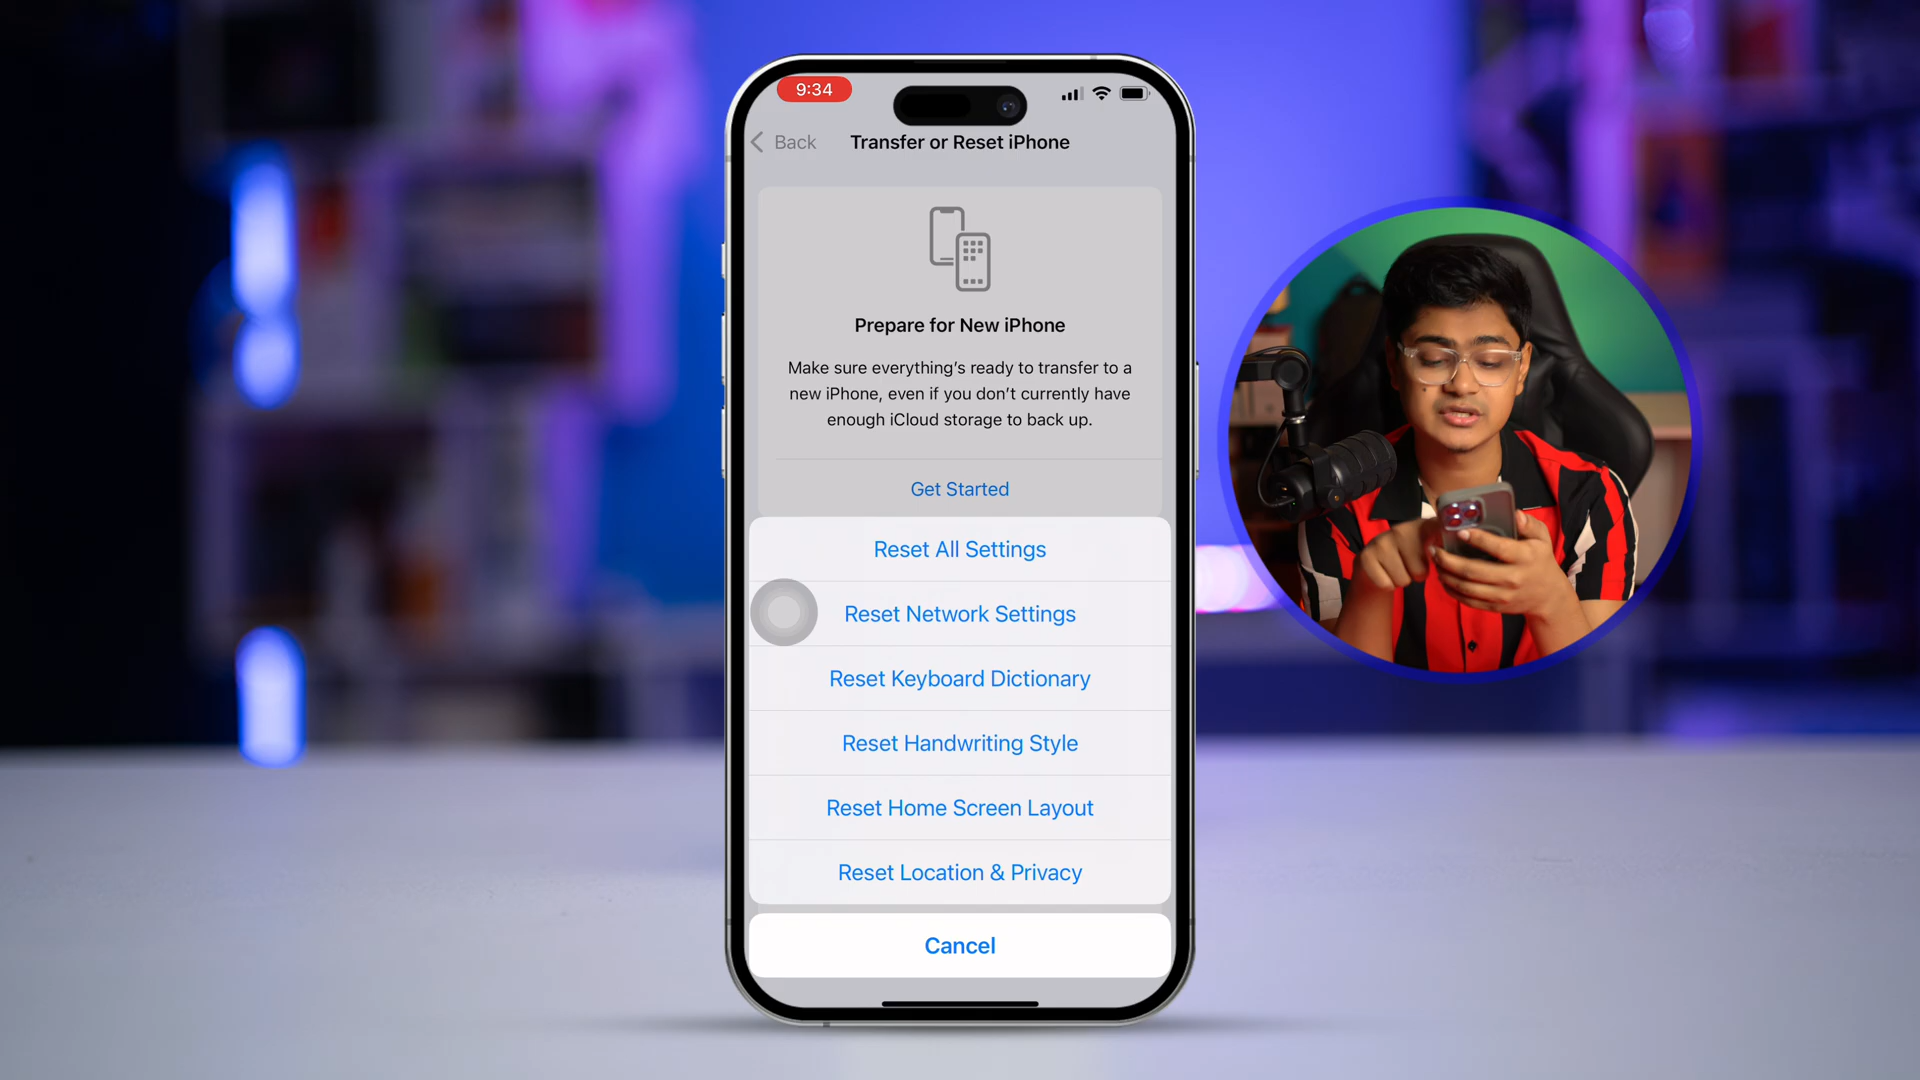 9:34
Back
Transfer or Reset iPhone
Prepare for New iPhone
Make sure everything’s ready to transfer to a
new iPhone, even if you don’t currently have
enough iCloud storage to back up.
Get Started
Reset All Settings
Reset Network Settings
Reset Keyboard Dictionary
Reset Handwriting Style
Reset Home Screen Layout
Reset Location & Privacy
Cancel